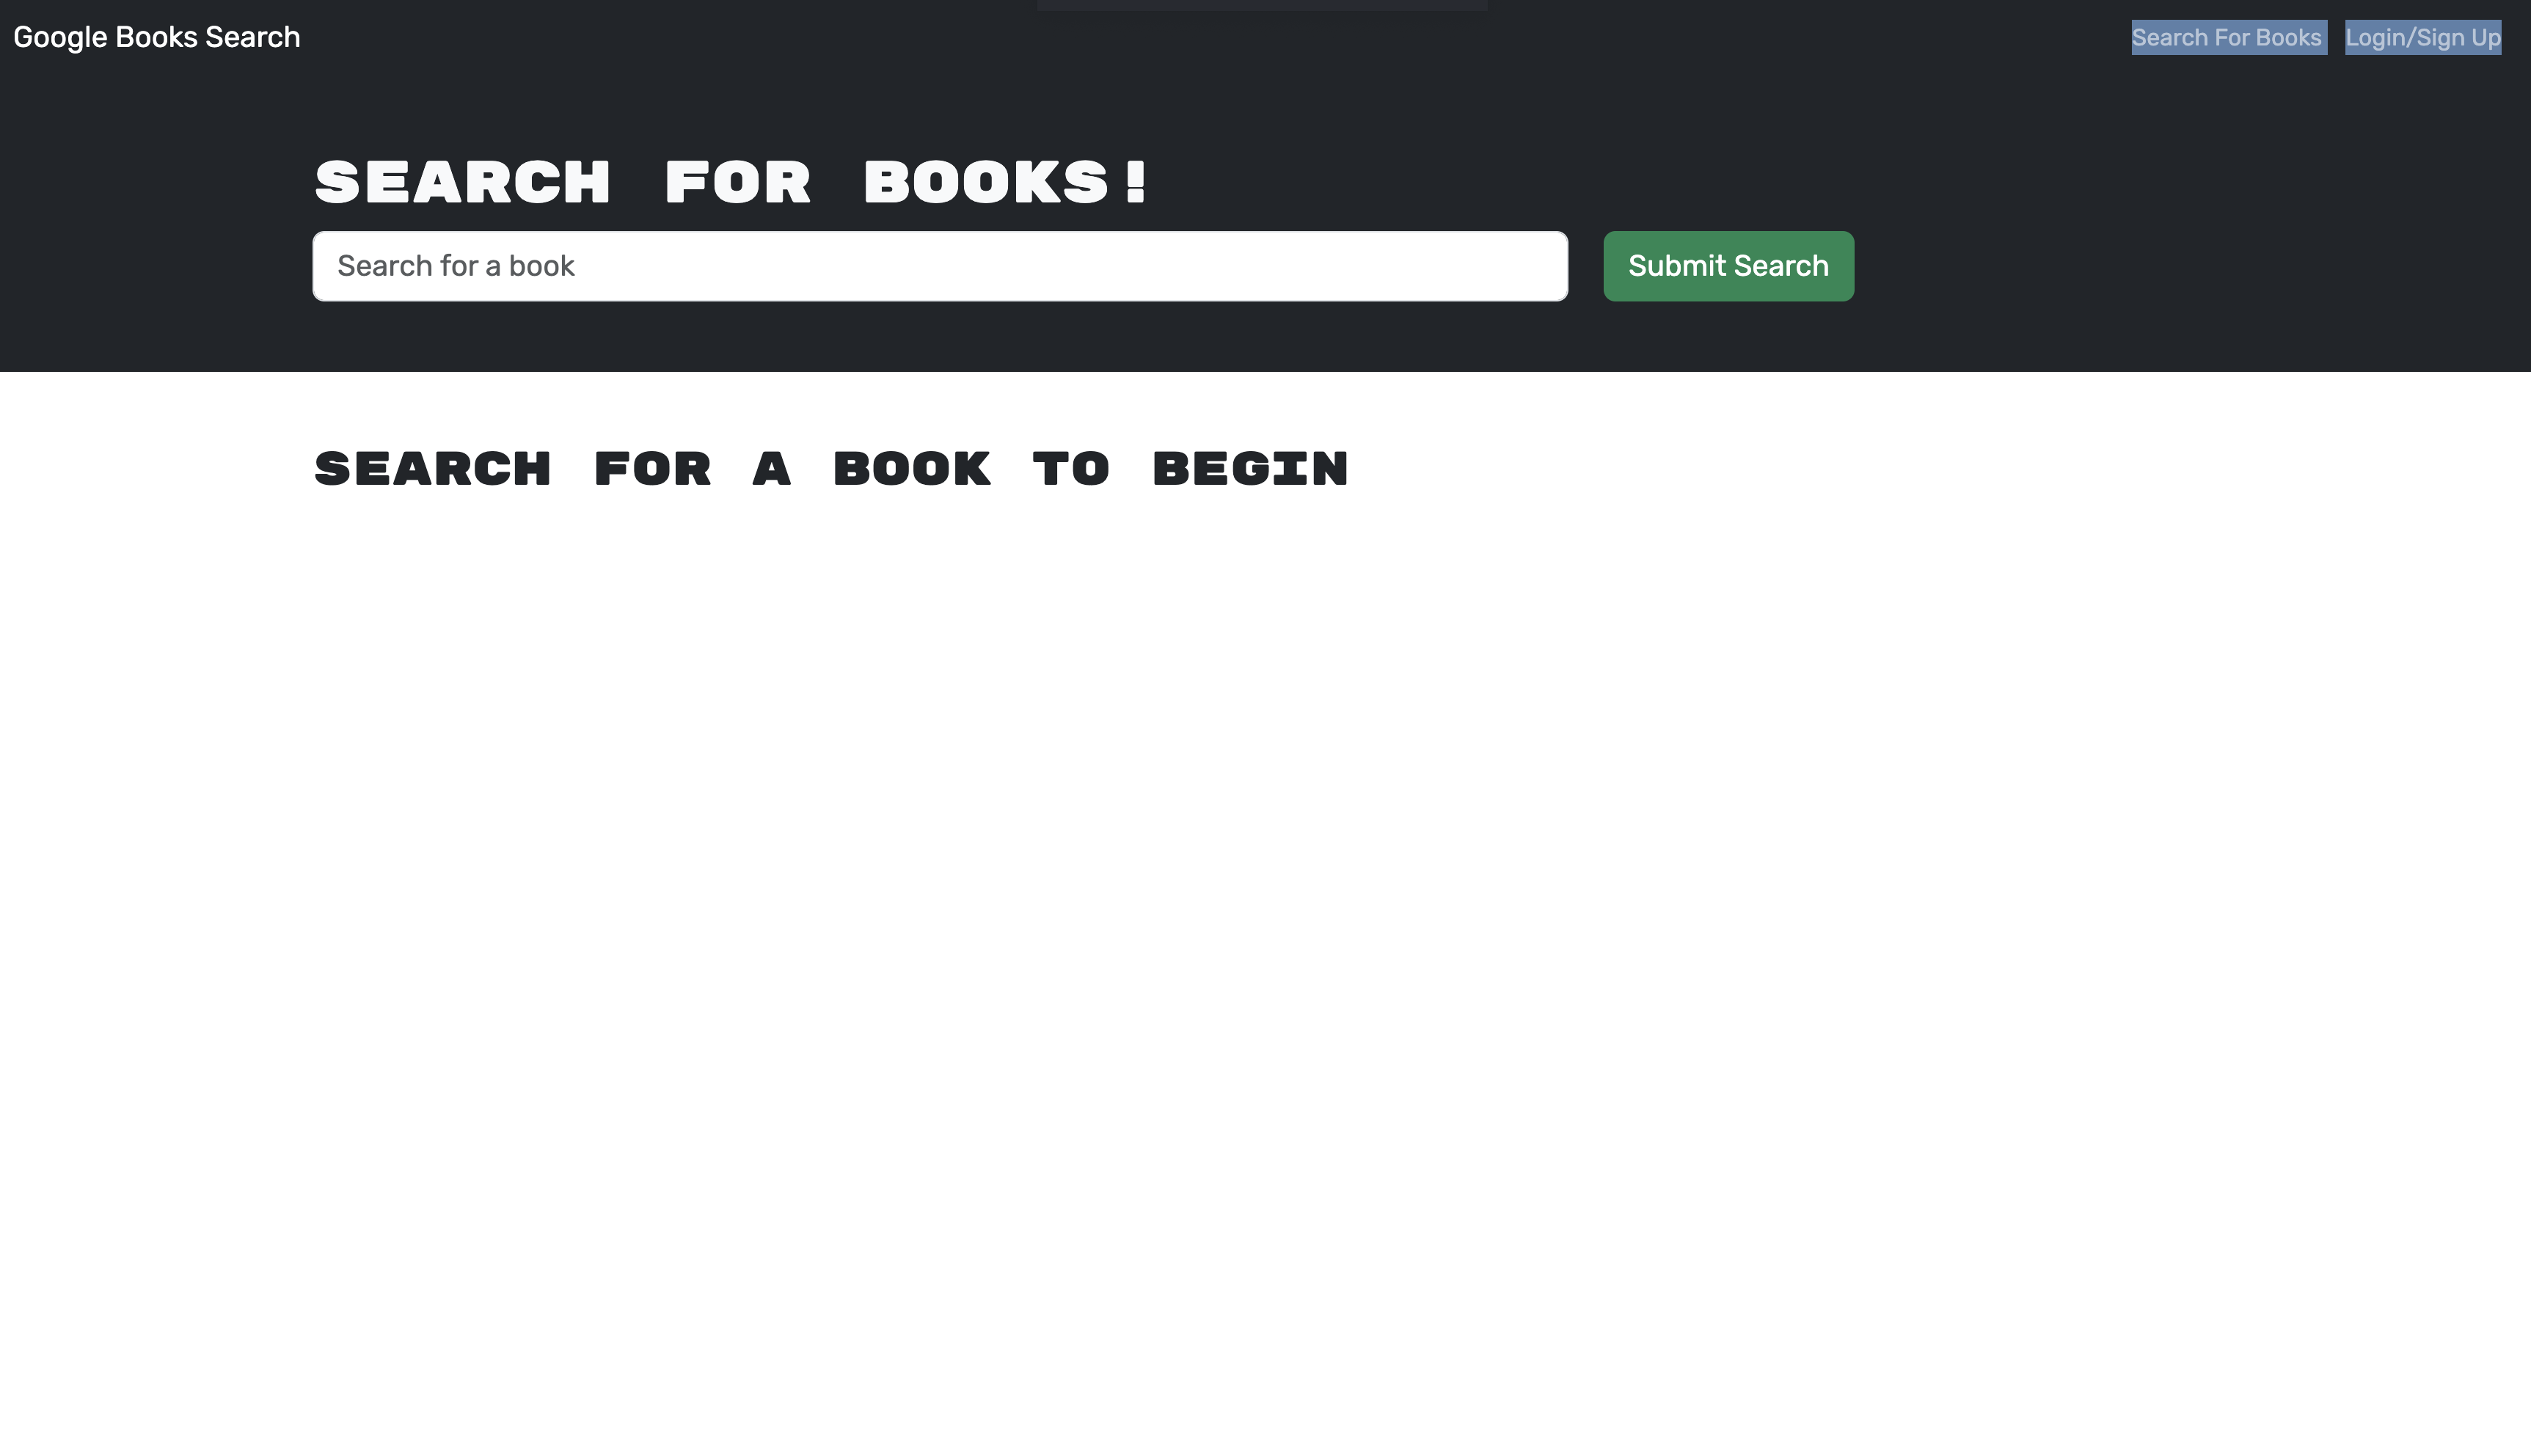 Google Books Search
Search For Books
Login/Sign Up
SEARCH FOR BOOKS!
Search for a book
Submit Search
SEARCH FOR A BOOK TO BEGIN